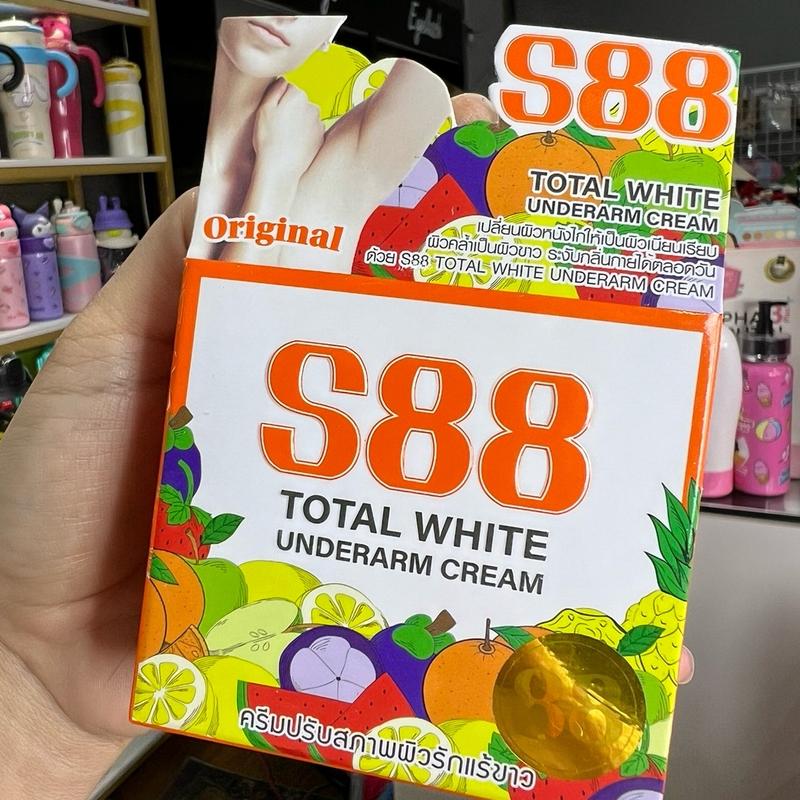 Eyelash
S88
TOTAL WHITE
UNDERARM CREAM
เปลี่ยนผิวหนังไก่ให้เป็นผิวเนียนเรียบ
ผิวคล้ำเป็นผิวขาว ระงับกลิ่นกายได้ตลอดวัน
ด้วย S88 TOTAL WHITE UNDERARM CREAM
Original
S88
TOTAL WHITE
UNDERARM CREAM
ครีมปรับสภาพผิวรักแร้ขาว